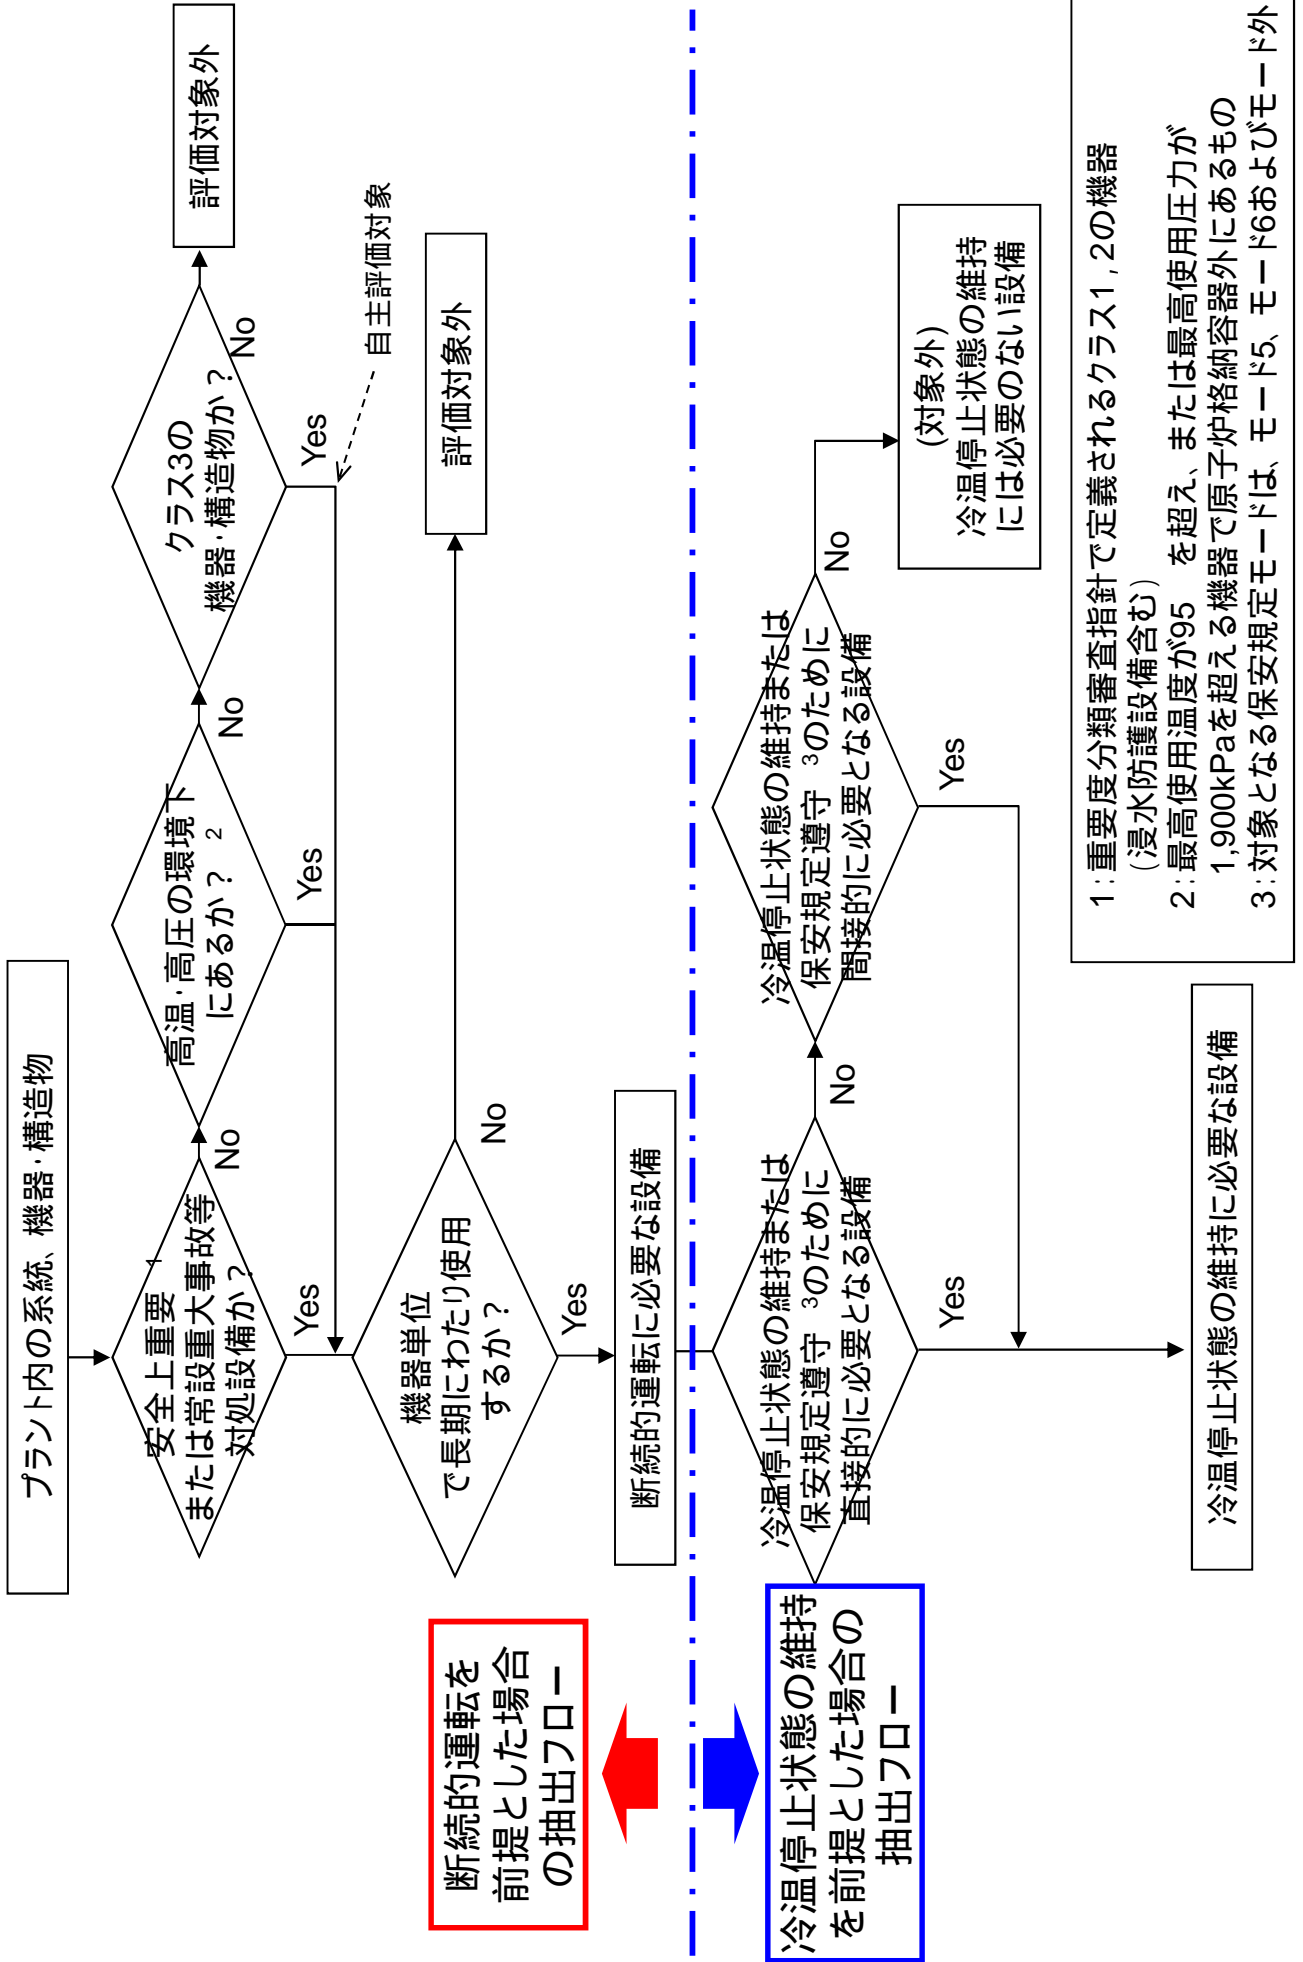 プラント内の系統、機器・構造物
安全上重要 1
または常設重大事故等
対処設備か?
No
Yes
高温・高圧の環境下
にあるか? 2
No
Yes
クラス3の
機器・構造物か?
No
Yes
評価対象外
自主評価対象
機器単位
で長期にわたり使用
するか?
No
Yes
評価対象外
断続的運転に必要な設備
断続的運転を
前提とした場合
の抽出フロー
冷温停止状態の維持
を前提とした場合の
抽出フロー
冷温停止状態の維持または
保安規定遵守 3のために
直接的に必要となる設備
No
Yes
冷温停止状態の維持または
保安規定遵守 3のために
間接的に必要となる設備
No
Yes
(対象外)
冷温停止状態の維持
には必要のない設備
冷温停止状態の維持に必要な設備
1:重要度分類審査指針で定義されるクラス1, 2の機器
(浸水防護設備含む)
2:最高使用温度が95 を超え、または最高使用圧力が
1,900kPaを超える機器で原子炉格納容器外にあるもの
3:対象となる保安規定モードは、モード5、モード6およびモード外